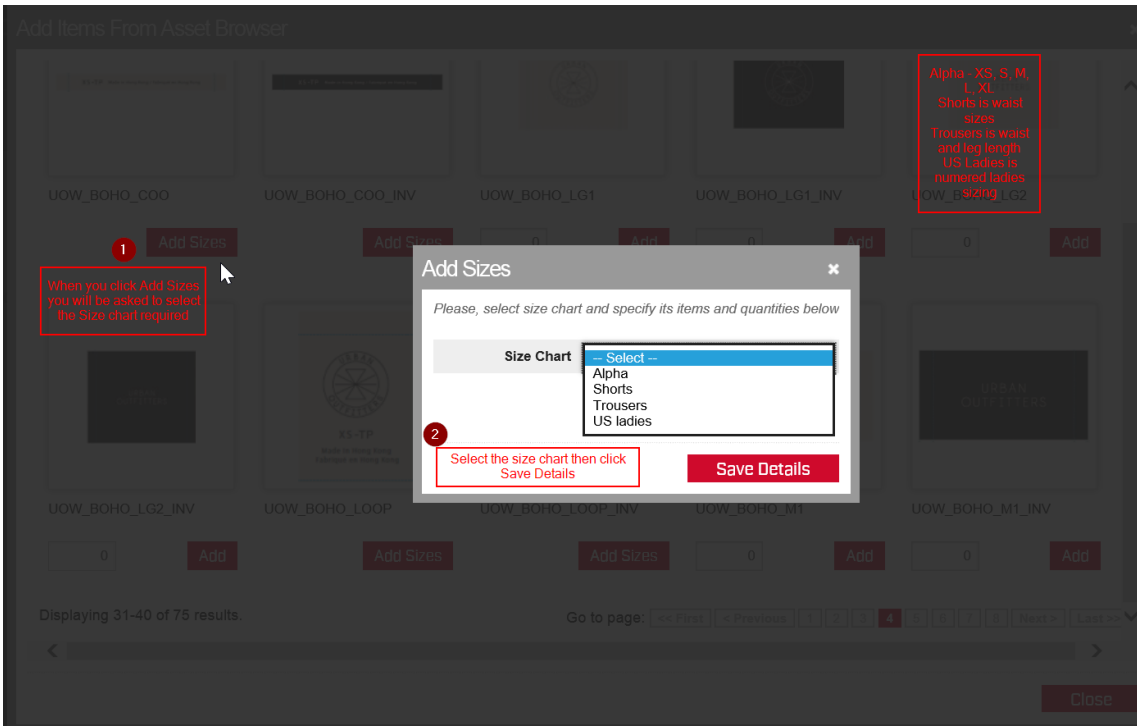 Add Items From Asset Browser
Alpha - XS, S, M,
L, XL
Shorts is waist
sizes
Trousers is waist
and leg length
US Ladies is
numered ladies
sizing
UOW_BOHO_COO
UOW_BOHO_COO_INV
UOW_BOHO_LG1
UOW_BOHO_LG1_INV
UOW_BOHO_LG2
1
Add Sizes
Add Sizes
0
Add
0
Add
0
Add
When you click Add Sizes
you will be asked to select
the Size chart required
Add Sizes
Please, select size chart and specify its items and quantities below
Size Chart
-- Select --
Alpha
Shorts
Trousers
US ladies
2
Select the size chart then click
Save Details
Save Details
URBAN
OUTFITTERS
XS-TP
URBAN
OUTFITTERS
UOW_BOHO_LG2_INV
UOW_BOHO_LOOP
UOW_BOHO_LOOP_INV
UOW_BOHO_M1
UOW_BOHO_M1_INV
0
Add
Add Sizes
Add Sizes
0
Add
0
Add
Displaying 31-40 of 75 results.
Go to page: << First < Previous 1 2 3 4 5 6 7 8 Next > Last >>
Close